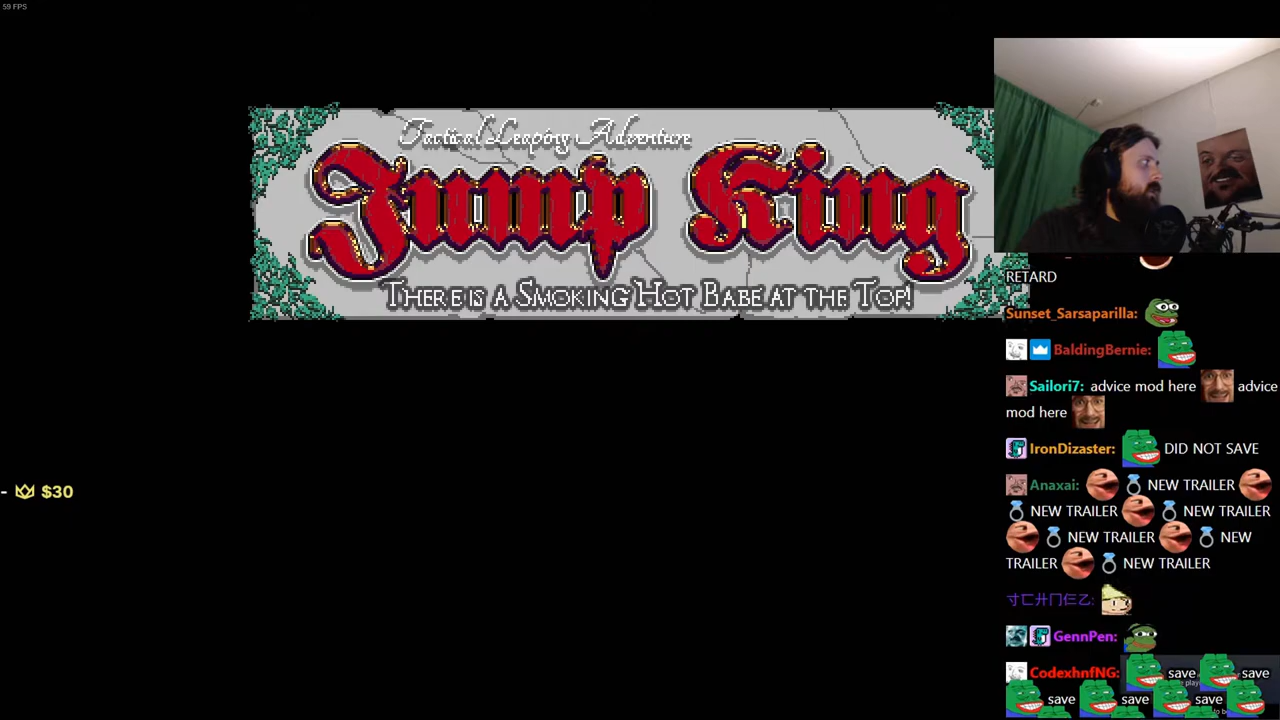 59 FPS
Tactical Leaping Adventure
Jump King
There is a Smoking Hot Babe at the Top!
- $30
RETARD
Sunset_Sarsaparilla:
BaldingBernie:
Sailori7: advice mod here advice
mod here
IronDizaster: DID NOT SAVE
Anaxai: NEW TRAILER
NEW TRAILER NEW TRAILER
NEW TRAILER NEW
TRAILER NEW TRAILER
GennPen:
CodexhnfNG: save save
save save save